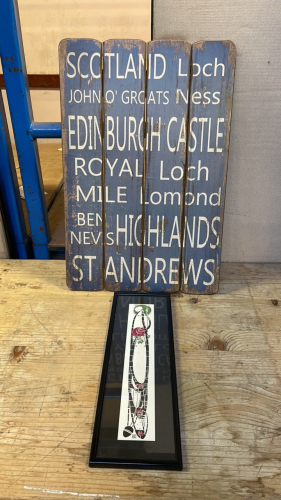 SCOTLAND Loch
JOHN O' GROATS Ness
EDINBURGH CASTLE
ROYAL Loch
MILE Lomond
BEN
NEVIS HIGHLANDS
ST ANDREWS